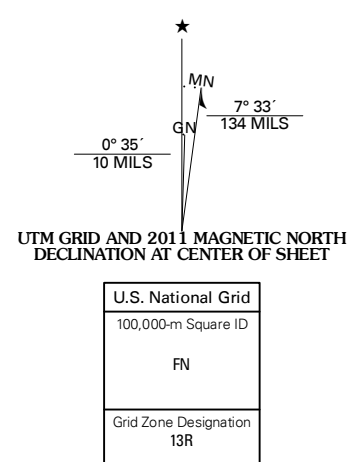 ★
MN
7° 33´
134 MILS
GN
0° 35´
10 MILS
UTM GRID AND 2011 MAGNETIC NORTH
DECLINATION AT CENTER OF SHEET
U.S. National Grid
100,000-m Square ID
FN
Grid Zone Designation
13R